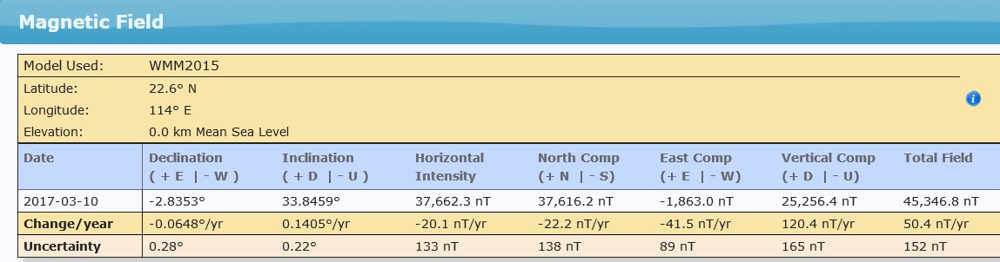 Magnetic Field
Model Used: WMM2015
Latitude: 22.6° N
Longitude: 114° E
Elevation: 0.0 km Mean Sea Level
Date Declination Inclination Horizontal North Comp East Comp Vertical Comp Total Field
( + E | - W ) ( + D | - U ) Intensity (+ N | - S) (+ E | - W) (+ D | - U)
2017-03-10 -2.8353° 33.8459° 37,662.3 nT 37,616.2 nT -1,863.0 nT 25,256.4 nT 45,346.8 nT
Change/year -0.0648°/yr 0.1405°/yr -20.1 nT/yr -22.2 nT/yr -41.5 nT/yr 120.4 nT/yr 50.4 nT/yr
Uncertainty 0.28° 0.22° 133 nT 138 nT 89 nT 165 nT 152 nT